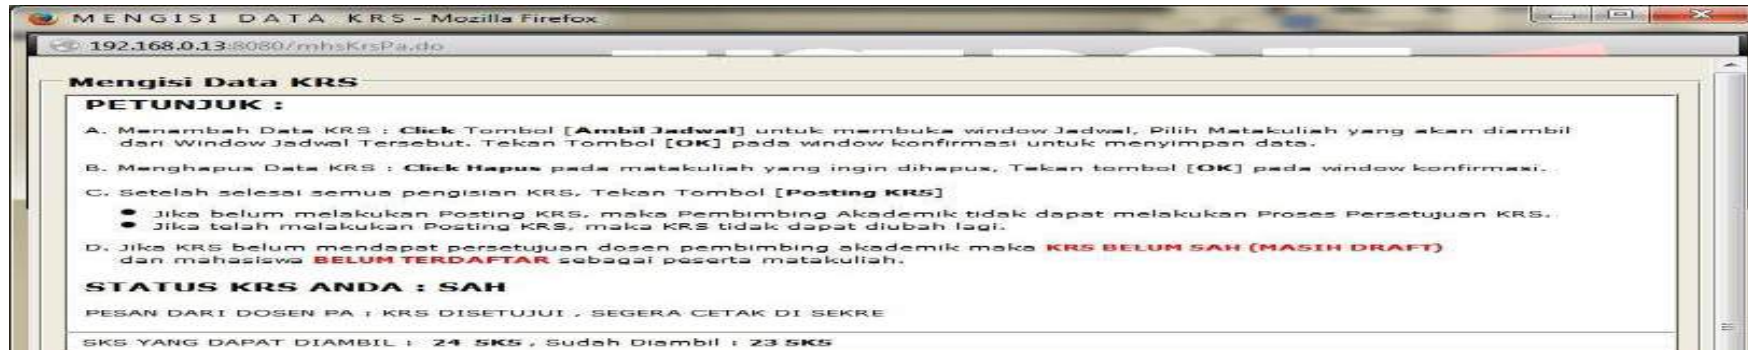 MENGISI DATA KRS - Mozilla Firefox
192.168.0.13:8080/mhsKrsPa.do
Mengisi Data KRS
PETUNJUK :
A. Menambah Data KRS : Click Tombol [Ambil Jadwal] untuk membuka window Jadwal, Pilih Matakuliah yang akan diambil
dari Window Jadwal Tersebut. Tekan Tombol [OK] pada window konfirmasi untuk menyimpan data.
B. Menghapus Data KRS : Click Hapus pada matakuliah yang ingin dihapus, Tekan tombol [OK] pada window konfirmasi.
C. Setelah selesai semua pengisian KRS, Tekan Tombol [Posting KRS]
• Jika belum melakukan Posting KRS, maka Pembimbing Akademik tidak dapat melakukan Proses Persetujuan KRS.
• Jika telah melakukan Posting KRS, maka KRS tidak dapat diubah lagi.
D. Jika KRS belum mendapat persetujuan dosen pembimbing akademik maka KRS BELUM SAH (MASIH DRAFT)
dan mahasiswa BELUM TERDAFTAR sebagai peserta matakuliah.
STATUS KRS ANDA : SAH
PESAN DARI DOSEN PA : KRS DISETUJUI , SEGERA CETAK DI SEKRE
SKS YANG DAPAT DIAMBIL : 24 SKS , Sudah Diambil : 23 SKS